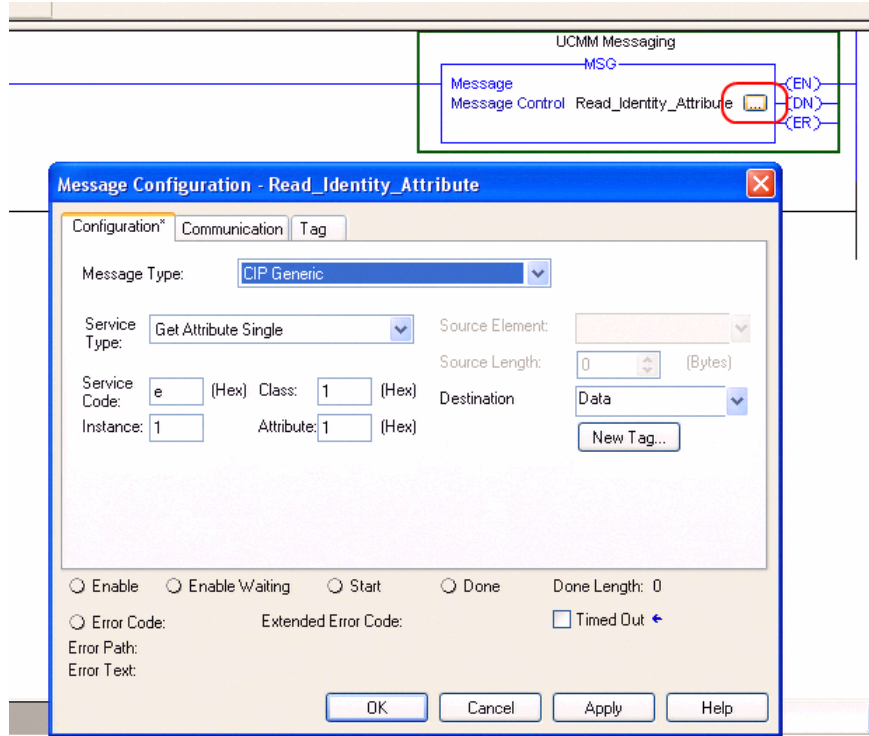 UCMM Messaging
MSG
Message
Message Control Read_Identity_Attribute ...
EN
DN
ER
Message Configuration - Read_Identity_Attribute
Configuration* Communication Tag
Message Type: CIP Generic
Service Type: Get Attribute Single
Source Element:
Source Length: 0 (Bytes)
Service Code: e (Hex) Class: 1 (Hex)
Destination Data
Instance: 1 Attribute: 1 (Hex)
New Tag...
Enable Enable Waiting Start Done Done Length: 0
Error Code: Extended Error Code: Timed Out
Error Path:
Error Text:
OK Cancel Apply Help